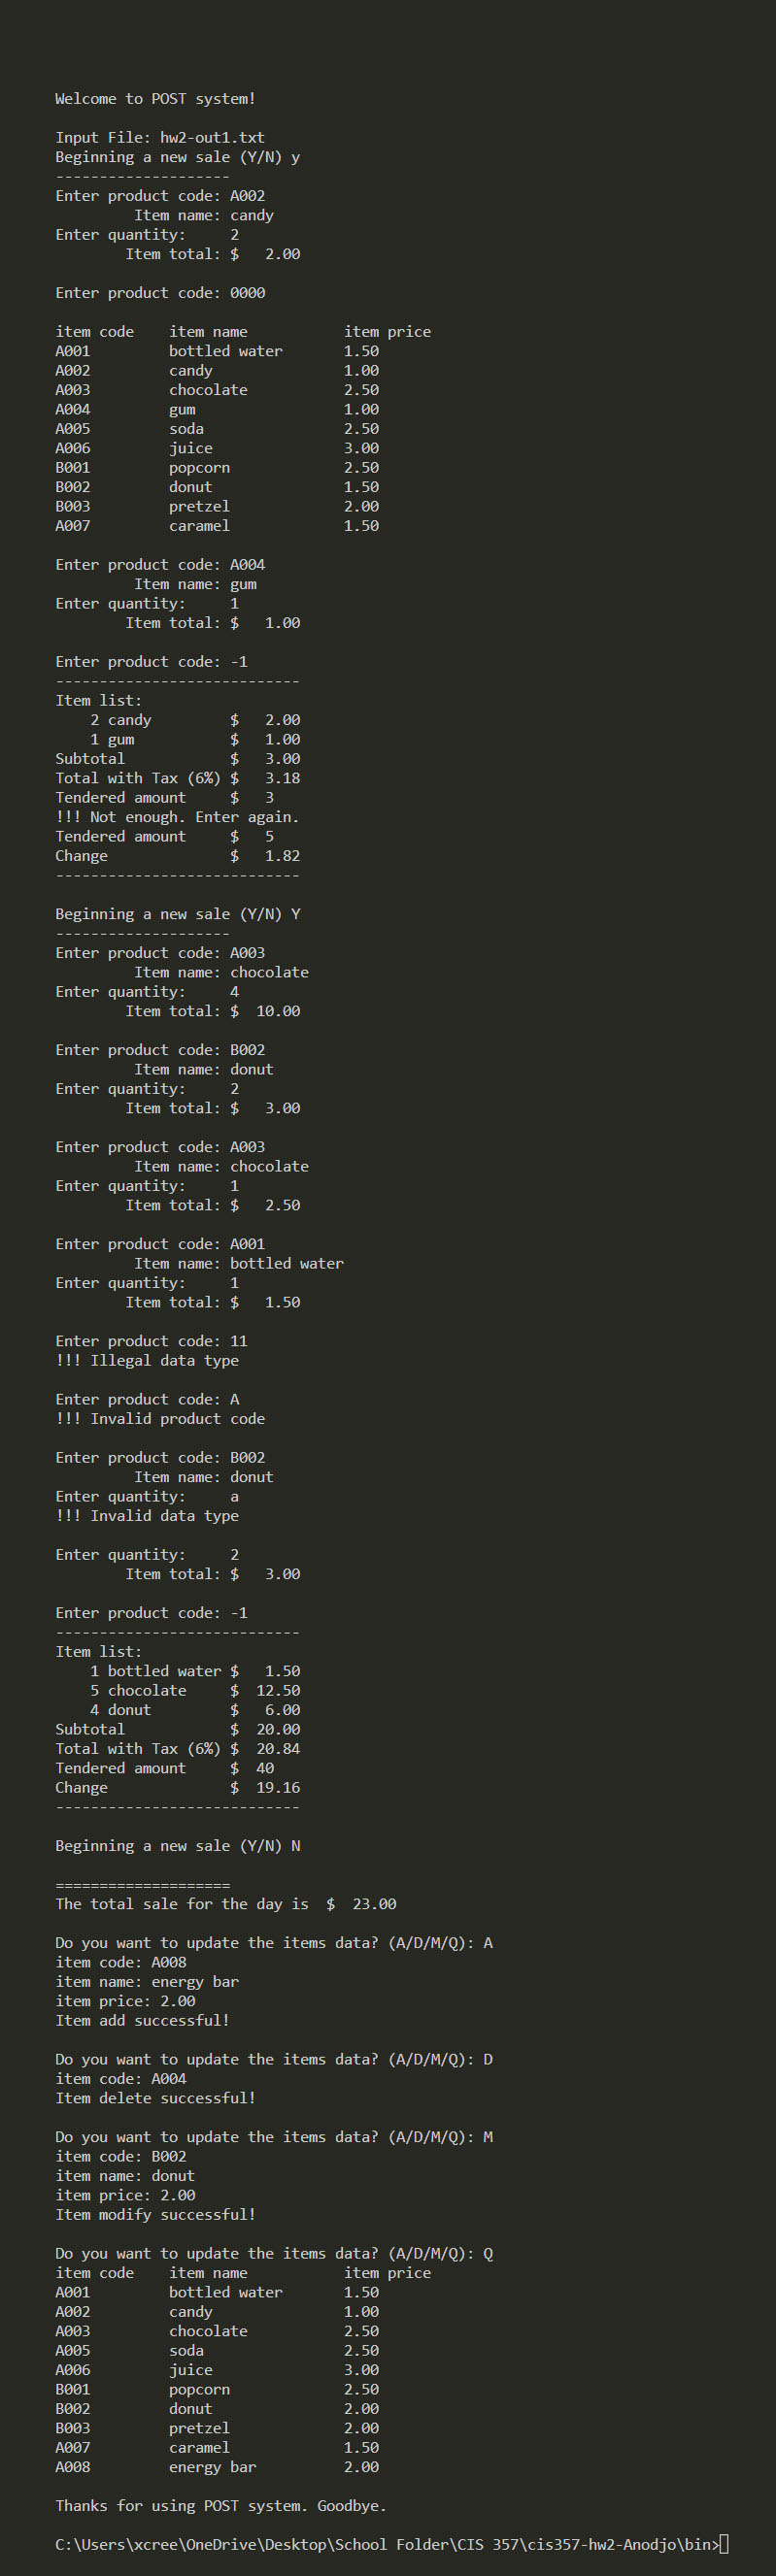 Welcome to POST system!

Input File: hw2-out1.txt
Beginning a new sale (Y/N) y
--------------------
Enter product code: A002
         Item name: candy
Enter quantity:     2
        Item total: $   2.00

Enter product code: 0000

item code    item name           item price
A001         bottled water       1.50
A002         candy               1.00
A003         chocolate           2.50
A004         gum                 1.00
A005         soda                2.50
A006         juice               3.00
B001         popcorn             2.50
B002         donut               1.50
B003         pretzel             2.00
A007         caramel             1.50

Enter product code: A004
         Item name: gum
Enter quantity:     1
        Item total: $   1.00

Enter product code: -1
----------------------------
Item list:
    2 candy         $   2.00
    1 gum           $   1.00
Subtotal            $   3.00
Total with Tax (6%) $   3.18
Tendered amount     $   3
!!! Not enough. Enter again.
Tendered amount     $   5
Change              $   1.82
----------------------------

Beginning a new sale (Y/N) Y
--------------------
Enter product code: A003
         Item name: chocolate
Enter quantity:     4
        Item total: $  10.00

Enter product code: B002
         Item name: donut
Enter quantity:     2
        Item total: $   3.00

Enter product code: A003
         Item name: chocolate
Enter quantity:     1
        Item total: $   2.50

Enter product code: A001
         Item name: bottled water
Enter quantity:     1
        Item total: $   1.50

Enter product code: 11
!!! Illegal data type

Enter product code: A
!!! Invalid product code

Enter product code: B002
         Item name: donut
Enter quantity:     a
!!! Invalid data type

Enter quantity:     2
        Item total: $   3.00

Enter product code: -1
----------------------------
Item list:
    1 bottled water $   1.50
    5 chocolate     $  12.50
    4 donut         $   6.00
Subtotal            $  20.00
Total with Tax (6%) $  20.84
Tendered amount     $  40
Change              $  19.16
----------------------------

Beginning a new sale (Y/N) N

====================
The total sale for the day is  $  23.00

Do you want to update the items data? (A/D/M/Q): A
item code: A008
item name: energy bar
item price: 2.00
Item add successful!

Do you want to update the items data? (A/D/M/Q): D
item code: A004
Item delete successful!

Do you want to update the items data? (A/D/M/Q): M
item code: B002
item name: donut
item price: 2.00
Item modify successful!

Do you want to update the items data? (A/D/M/Q): Q
item code    item name           item price
A001         bottled water       1.50
A002         candy               1.00
A003         chocolate           2.50
A005         soda                2.50
A006         juice               3.00
B001         popcorn             2.50
B002         donut               2.00
B003         pretzel             2.00
A007         caramel             1.50
A008         energy bar          2.00

Thanks for using POST system. Goodbye.

C:\Users\xcree\OneDrive\Desktop\School Folder\CIS 357\cis357-hw2-Anodjo\bin>